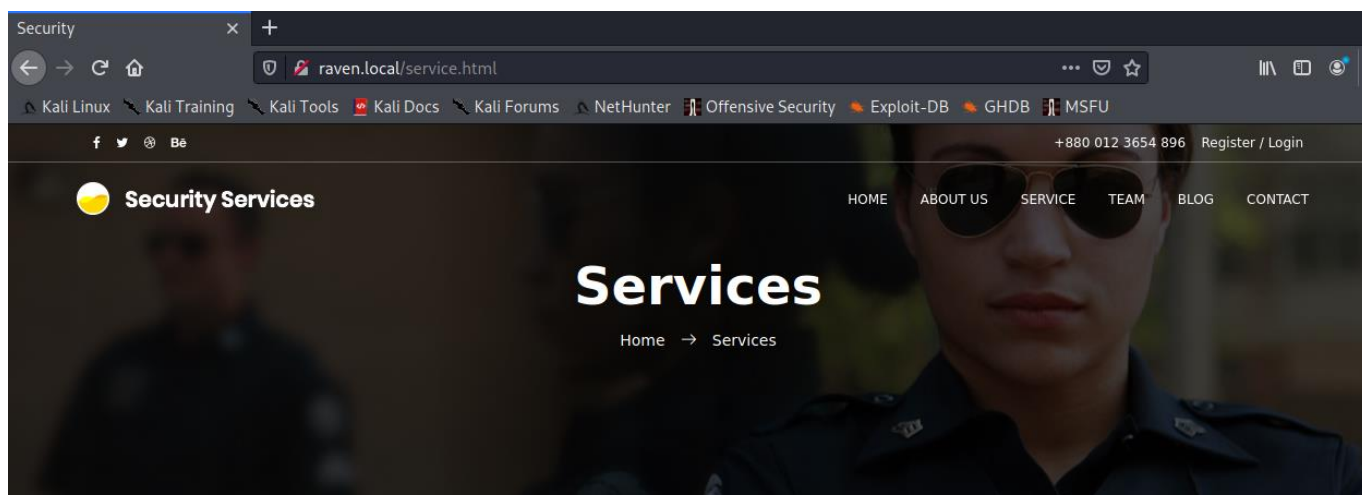 Security
raven.local/service.html
Kali Linux Kali Training Kali Tools Kali Docs Kali Forums NetHunter Offensive Security Exploit-DB GHDB MSFU
f Bē +880 012 3654 896 Register / Login
Security Services HOME ABOUT US SERVICE TEAM BLOG CONTACT
Services
Home → Services